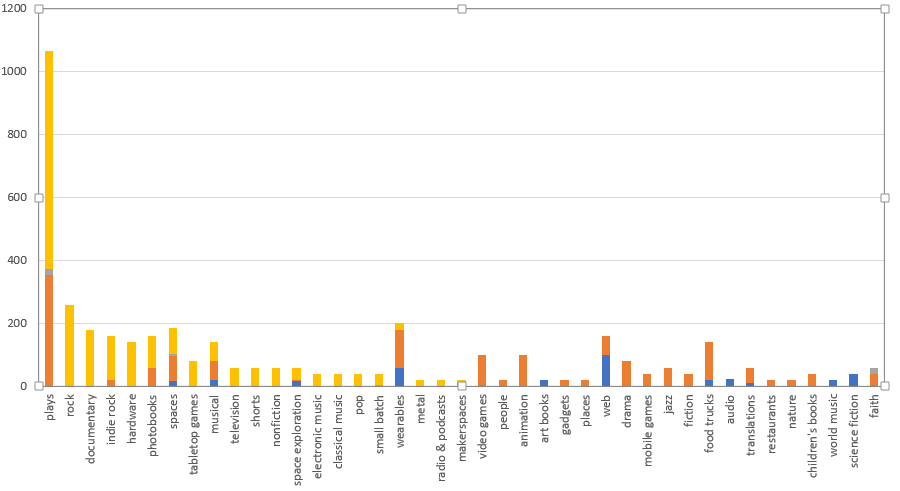 1200
1000
800
600
400
200
0
plays
rock
documentary
indie rock
hardware
photobooks
spaces
tabletop games
musical
television
shorts
nonfiction
space exploration
electronic music
classical music
pop
small batch
wearables
metal
radio & podcasts
makerspaces
video games
people
animation
art books
gadgets
places
web
drama
mobile games
jazz
fiction
food trucks
audio
translations
restaurants
nature
children's books
world music
science fiction
faith